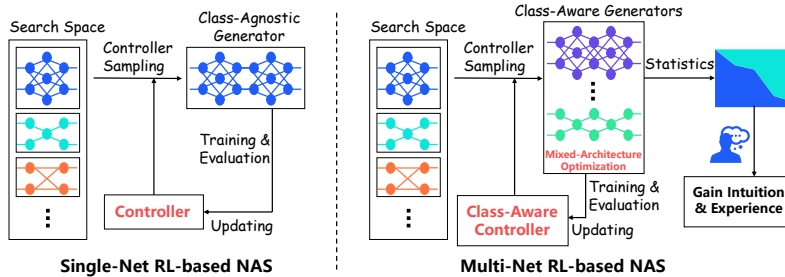 Search Space
Controller
Sampling
Class-Agnostic
Generator
Training &
Evaluation
Controller
Updating
Single-Net RL-based NAS
Search Space
Controller
Sampling
Class-Aware Generators
Mixed-Architecture
Optimization
Statistics
Training &
Evaluation
Class-Aware
Controller
Updating
Gain Intuition
& Experience
Multi-Net RL-based NAS